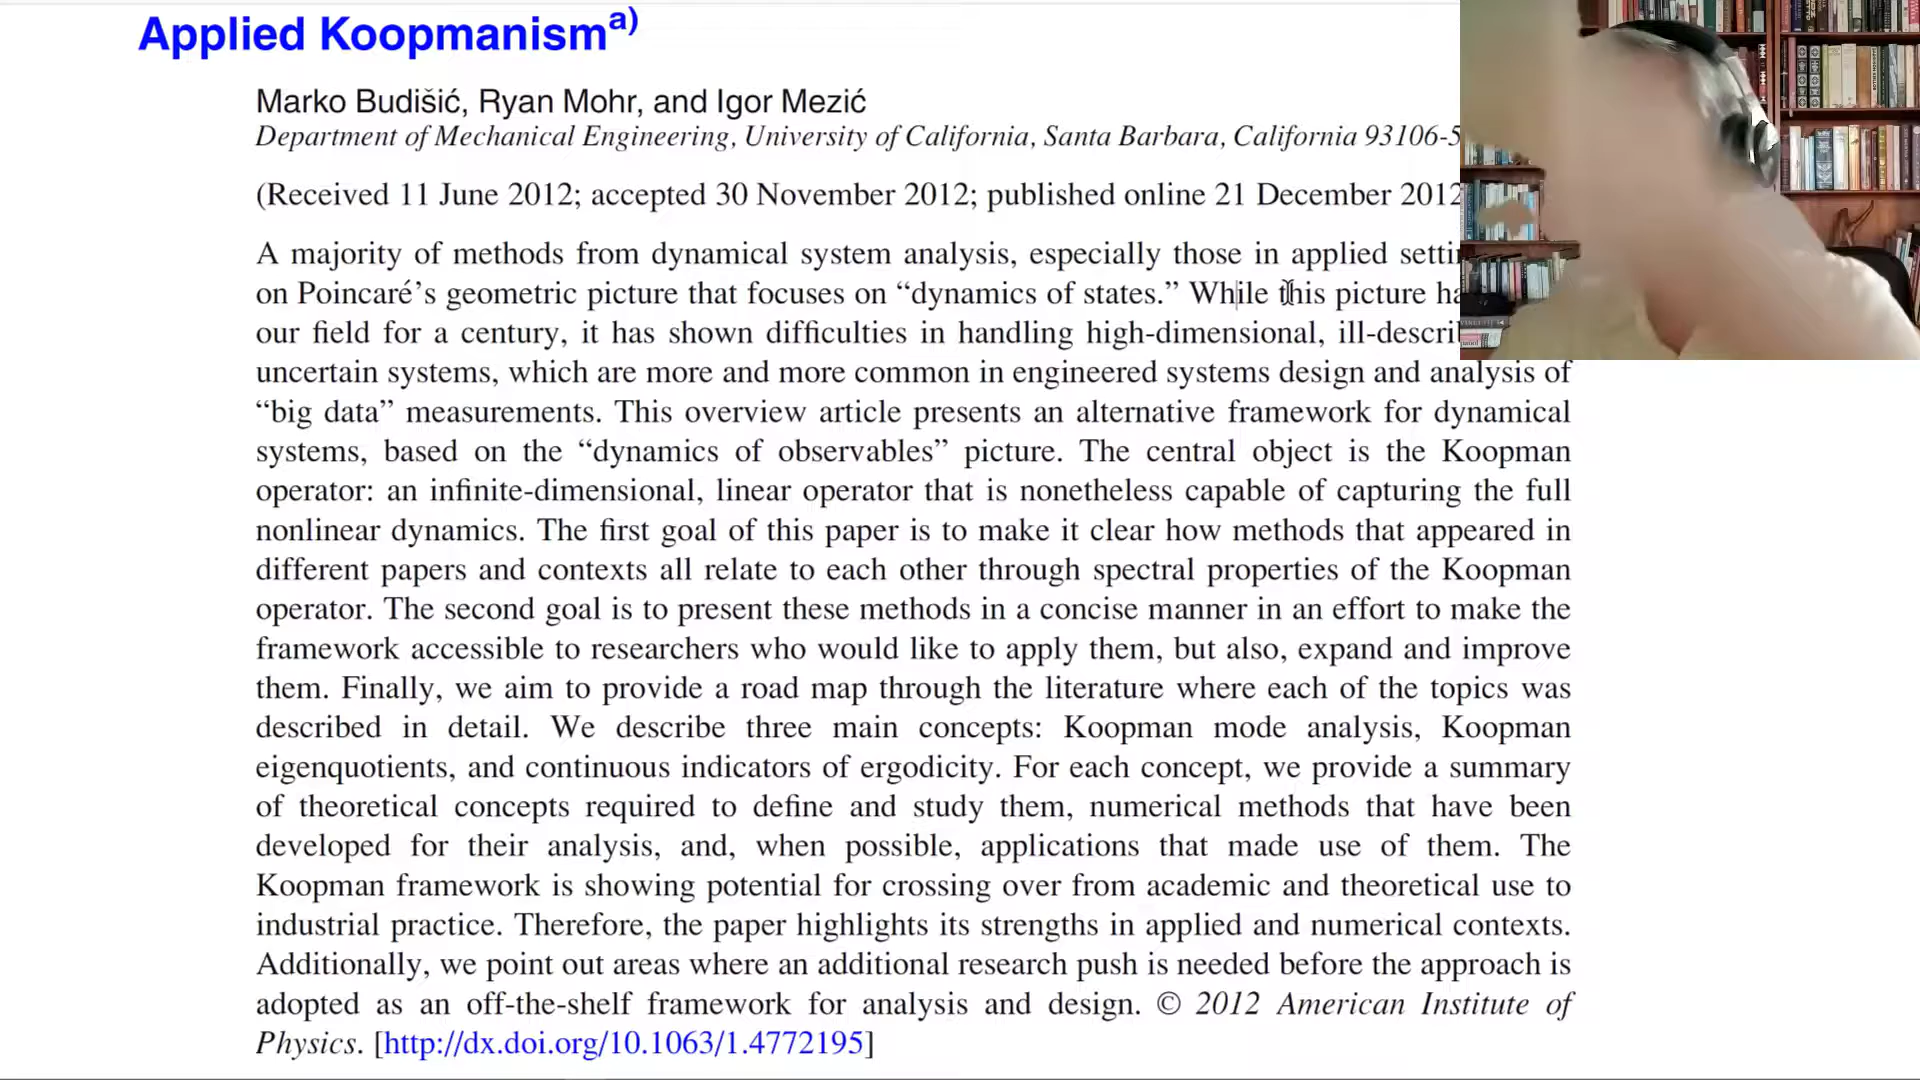 Applied Koopmanism^a)
Marko Budišić, Ryan Mohr, and Igor Mezić
Department of Mechanical Engineering, University of California, Santa Barbara, California 93106-5
(Received 11 June 2012; accepted 30 November 2012; published online 21 December 2012
A majority of methods from dynamical system analysis, especially those in applied
on Poincaré's geometric picture that focuses on “dynamics of states.” While this picture
our field for a century, it has shown difficulties in handling high-dimensional,
uncertain systems, which are more and more common in engineered systems design and analysis of
“big data” measurements. This overview article presents an alternative framework for dynamical
systems, based on the “dynamics of observables” picture. The central object is the Koopman
operator: an infinite-dimensional, linear operator that is nonetheless capable of capturing the full
nonlinear dynamics. The first goal of this paper is to make it clear how methods that appeared in
different papers and contexts all relate to each other through spectral properties of the Koopman
operator. The second goal is to present these methods in a concise manner in an effort to make the
framework accessible to researchers who would like to apply them, but also, expand and improve
them. Finally, we aim to provide a road map through the literature where each of the topics was
described in detail. We describe three main concepts: Koopman mode analysis, Koopman
eigenquotients, and continuous indicators of ergodicity. For each concept, we provide a summary
of theoretical concepts required to define and study them, numerical methods that have been
developed for their analysis, and, when possible, applications that made use of them. The
Koopman framework is showing potential for crossing over from academic and theoretical use to
industrial practice. Therefore, the paper highlights its strengths in applied and numerical contexts.
Additionally, we point out areas where an additional research push is needed before the approach is
adopted as an off-the-shelf framework for analysis and design. © 2012 American Institute of
Physics. [http://dx.doi.org/10.1063/1.4772195]